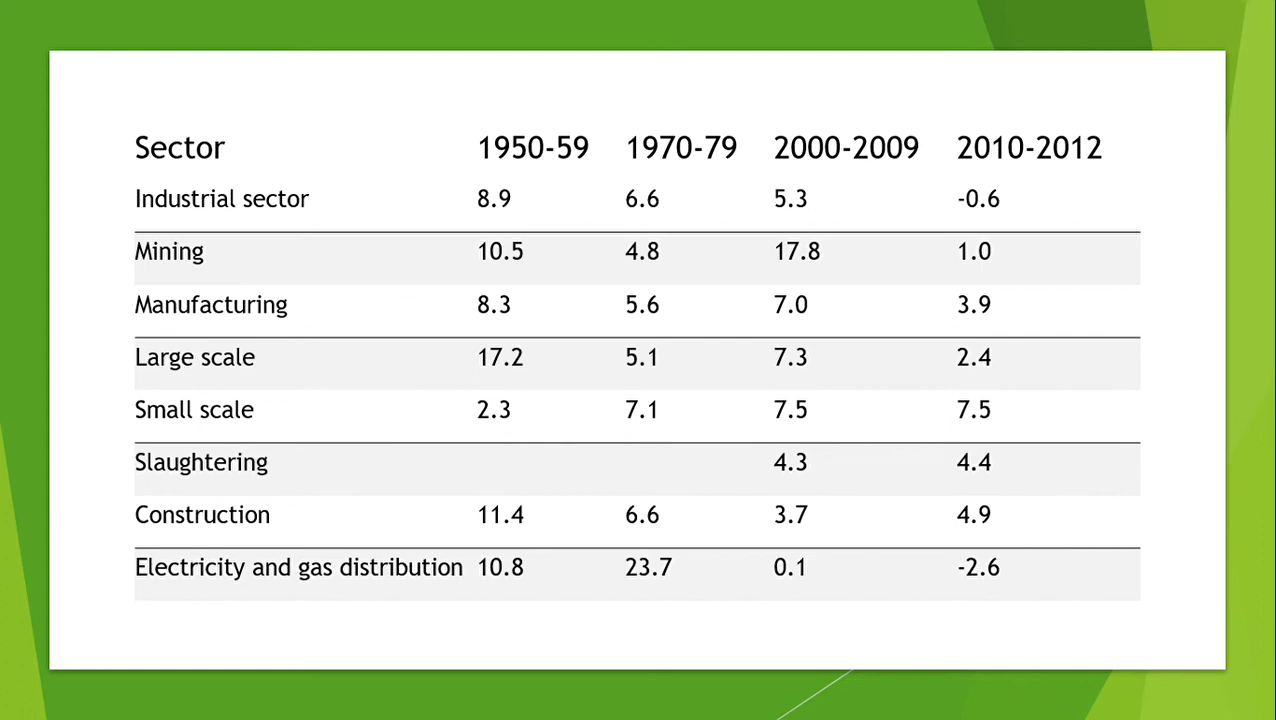 Sector 1950-59 1970-79 2000-2009 2010-2012
Industrial sector 8.9 6.6 5.3 -0.6
Mining 10.5 4.8 17.8 1.0
Manufacturing 8.3 5.6 7.0 3.9
Large scale 17.2 5.1 7.3 2.4
Small scale 2.3 7.1 7.5 7.5
Slaughtering 4.3 4.4
Construction 11.4 6.6 3.7 4.9
Electricity and gas distribution 10.8 23.7 0.1 -2.6